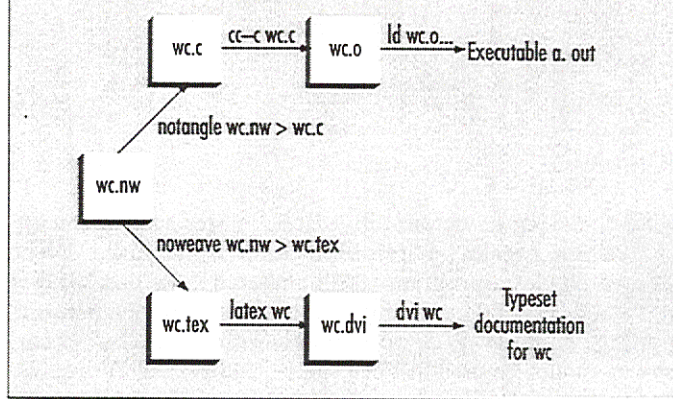 wc.c
cc–c wc.c
wc.o
ld wc.o...
Executable a. out
notangle wc.nw > wc.c
wc.nw
noweave wc.nw > wc.tex
wc.tex
latex wc
wc.dvi
dvi wc
Typeset
documentation
for wc